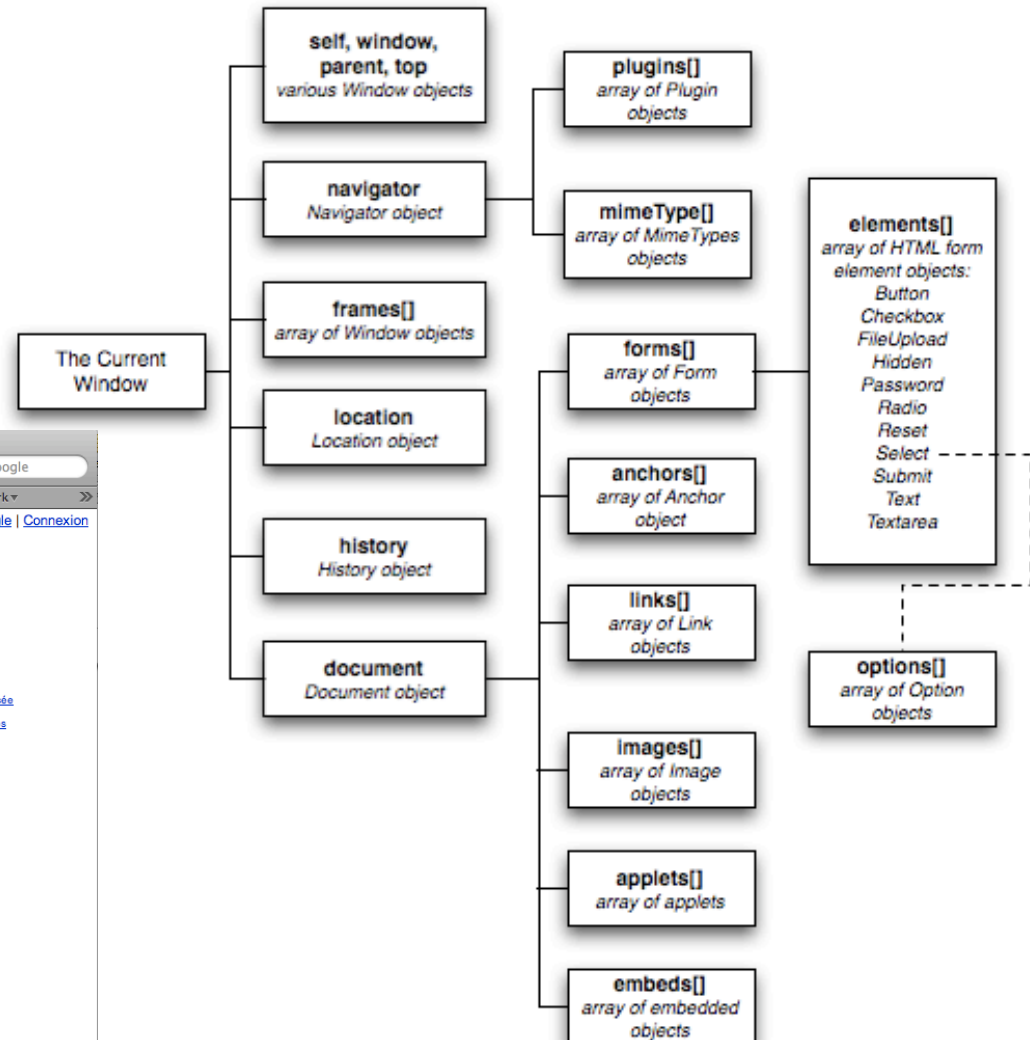 self, window,
parent, top
various Window objects
plugins[]
array of Plugin
objects
navigator
Navigator object
mimeType[]
array of MimeTypes
objects
elements[]
array of HTML form
element objects:
Button
Checkbox
FileUpload
Hidden
Password
Radio
Reset
Select
Submit
Text
Textarea
frames[]
array of Window objects
The Current
Window
forms[]
array of Form
objects
location
Location object
anchors[]
array of Anchor
object
history
History object
links[]
array of Link
objects
document
Document object
options[]
array of Option
objects
images[]
array of Image
objects
applets[]
array of applets
embeds[]
array of embedded
objects
| Connexion